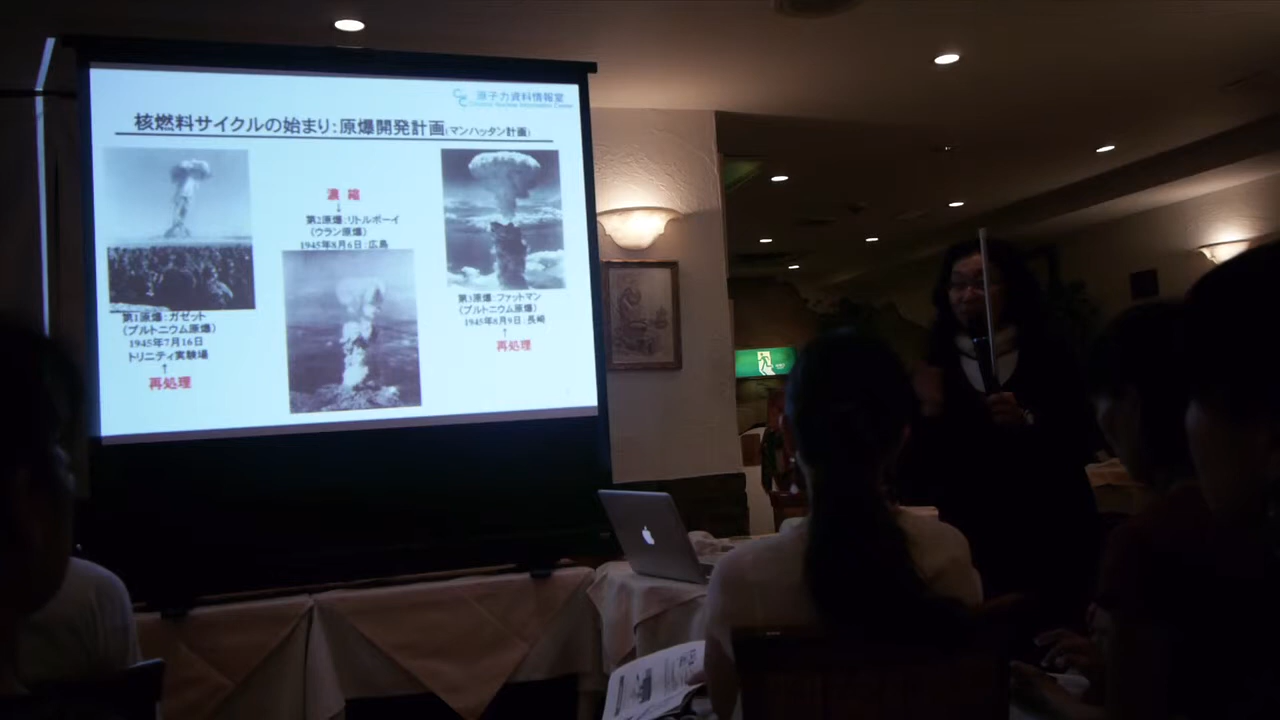 原子力資料情報室
Citizens' Nuclear Information Center
核燃料サイクルの始まり：原爆開発計画(マンハッタン計画)
第1原爆：ガゼット
(プルトニウム原爆)
1945年7月16日
トリニティ実験場
↑
再処理
濃 縮
↓
第2原爆：リトルボーイ
(ウラン原爆)
1945年8月6日：広島
第3原爆：ファットマン
(プルトニウム原爆)
1945年8月9日：長崎
↑
再処理